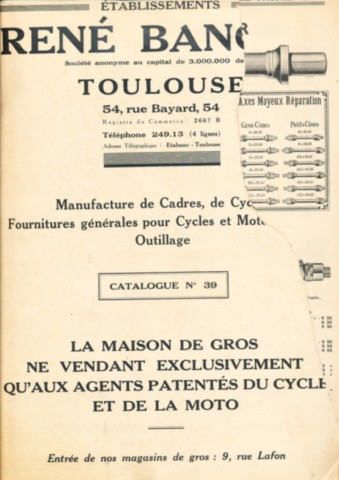 ÉTABLISSEMENTS
RENÉ BAN
Société anonyme au capital de 3.000.000 de
TOULOUSE
54, rue Bayard, 54
Registre du Commerce : 2667 B
Téléphone 249.13 (4 lignes)
Adresse Télégraphique : Etabanc - Toulouse
Axes Moyeux Réparation
Gros Cônes Petits Cônes
Manufacture de Cadres, de Cyc
Fournitures générales pour Cycles et Moto
Outillage
CATALOGUE N° 39
LA MAISON DE GROS
NE VENDANT EXCLUSIVEMENT
QU'AUX AGENTS PATENTÉS DU CYCLE
ET DE LA MOTO
Entrée de nos magasins de gros : 9, rue Lafon